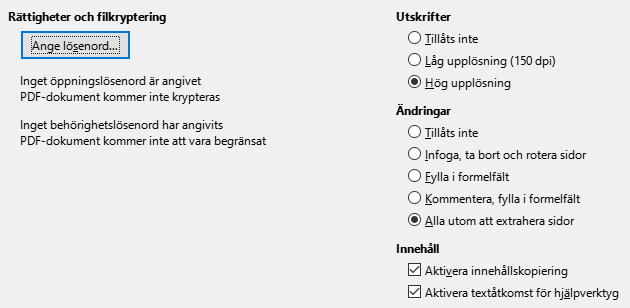 Rättigheter och filkryptering
Ange lösenord...
Inget öppningslösenord är angivet
PDF-dokument kommer inte krypteras
Inget behörighetslösenord har angivits
PDF-dokument kommer inte att vara begränsat
Utskrifter
Tillåts inte
Låg upplösning (150 dpi)
Hög upplösning
Ändringar
Tillåts inte
Infoga, ta bort och rotera sidor
Fylla i formelfält
Kommentera, fylla i formelfält
Alla utom att extrahera sidor
Innehåll
Aktivera innehållskopiering
Aktivera textåtkomst för hjälpverktyg